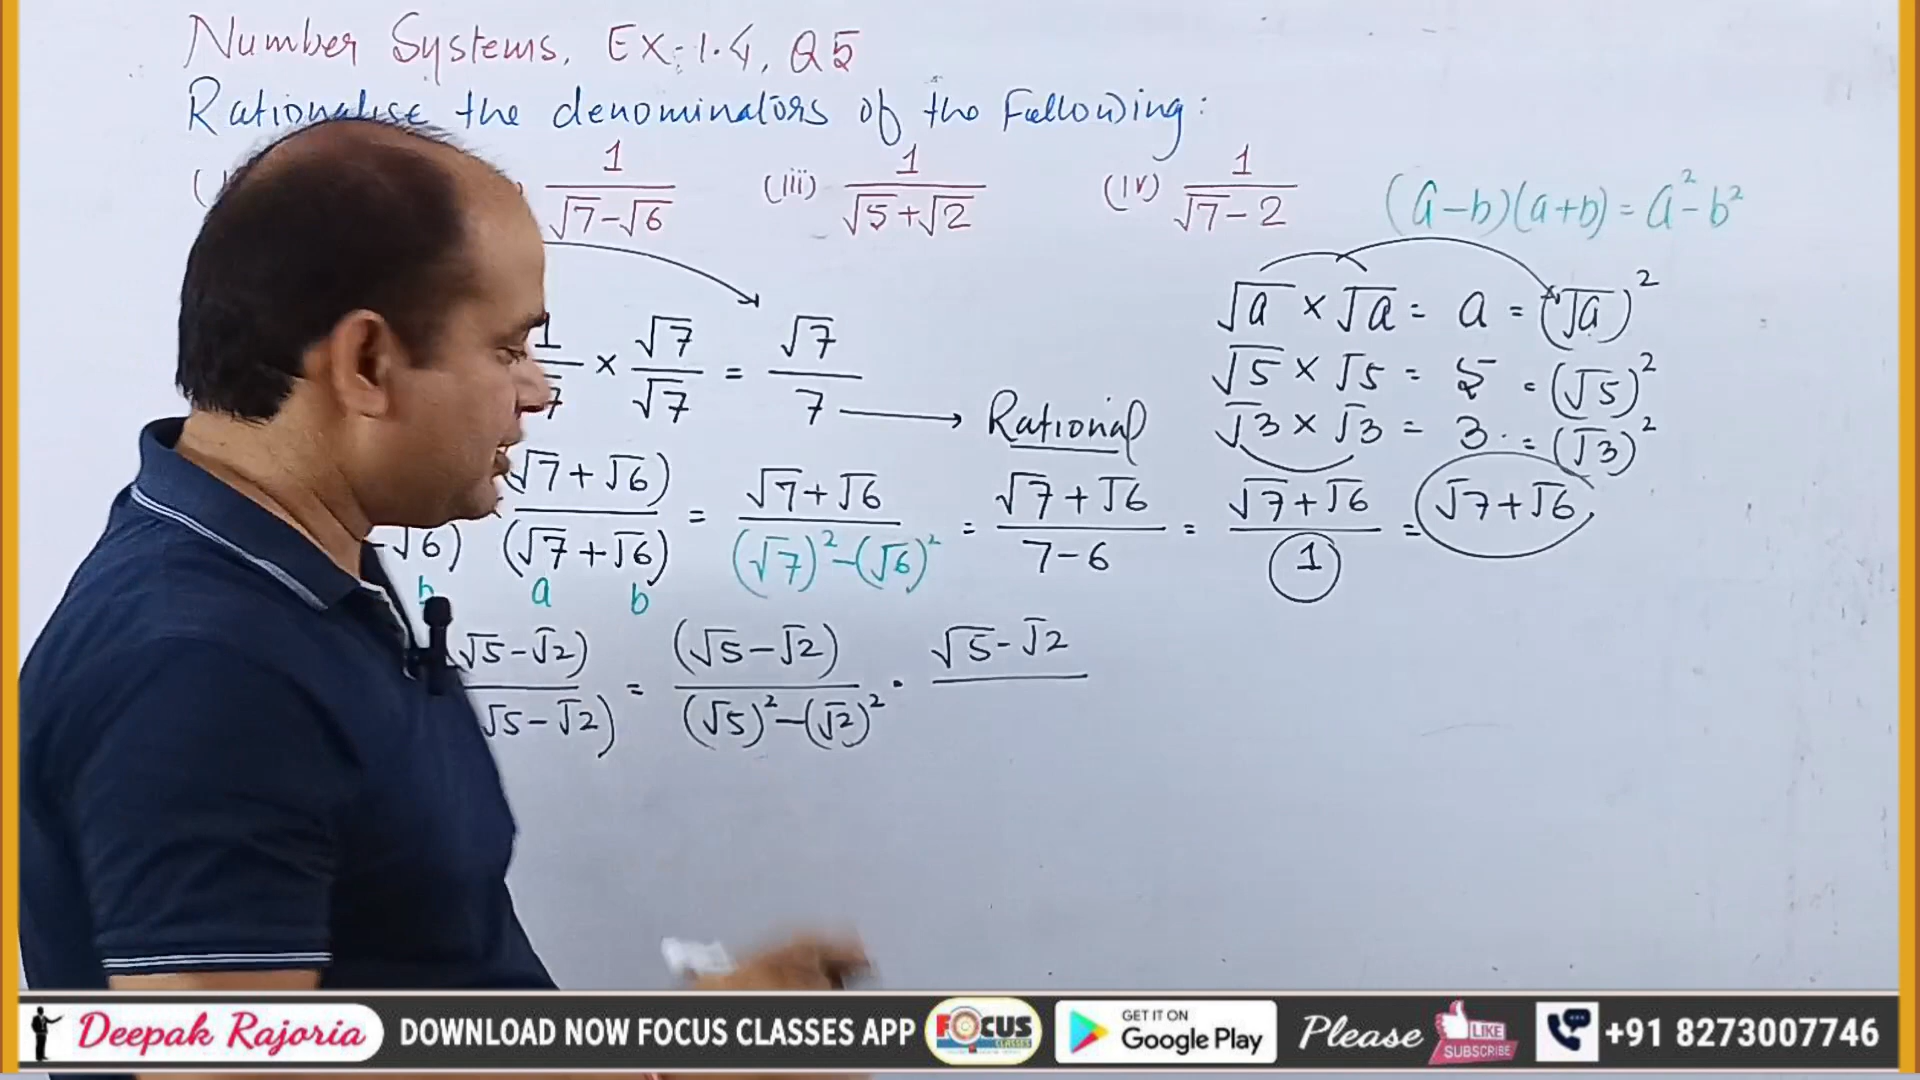 Number Systems, Ex:1.4, Q5
Rationalise the denominators of the Following:
1/(√7-√6) (iii) 1/(√5+√2) (iv) 1/(√7-2) (a-b)(a+b)=a²-b²
√a × √a = a = (√a)²
1/7 × √7/√7 = √7/7 Rational
√5 × √5 = 5 = (√5)²
√3 × √3 = 3 = (√3)²
-√6) (√7+√6)/(√7+√6) = (√7+√6)/((√7)²-(√6)²) = (√7+√6)/(7-6) = (√7+√6)/1 = √7+√6
b a b
(√5-√2)/(√5-√2) = (√5-√2)/((√5)²-(√2)²) . √5-√2
Deepak Rajoria
DOWNLOAD NOW FOCUS CLASSES APP
FOCUS
CLASSES
GET IT ON
Google Play
Please
LIKE
SUBSCRIBE
+91 8273007746